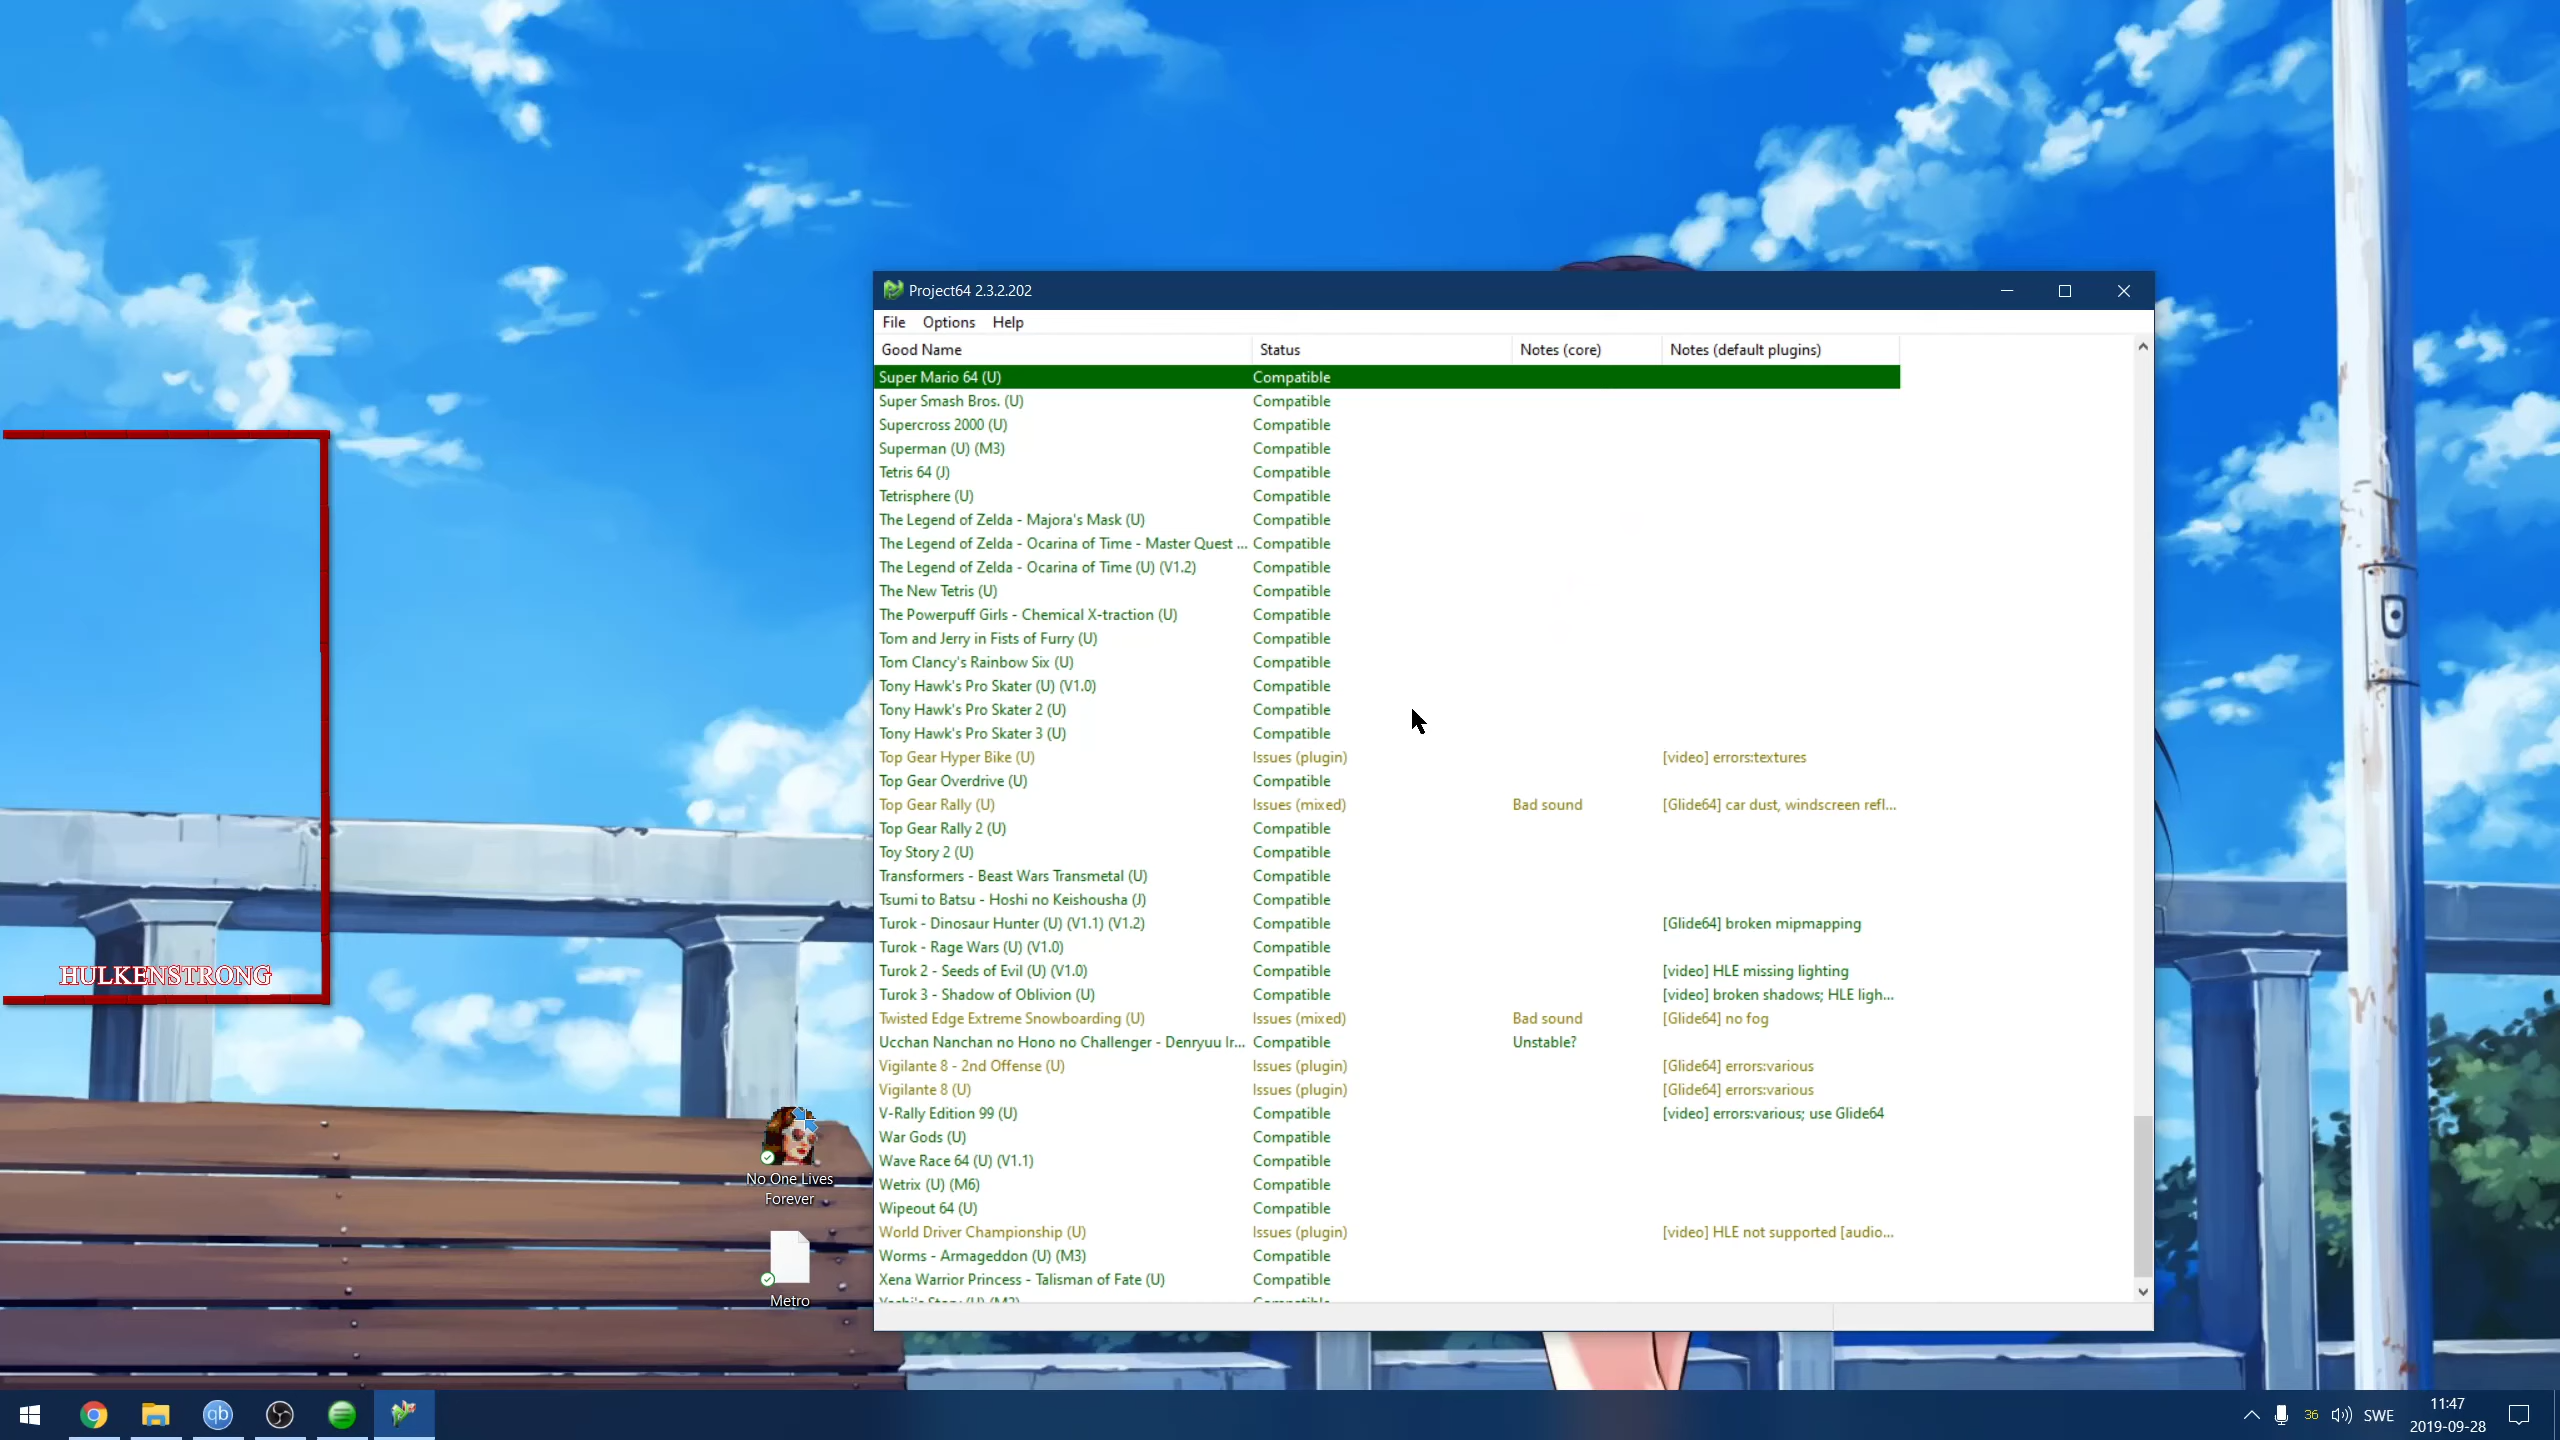 Project64 2.3.2.202
File Options Help
Good Name Status Notes (core) Notes (default plugins)
Super Mario 64 (U) Compatible
Super Smash Bros. (U) Compatible
Supercross 2000 (U) Compatible
Superman (U) (M3) Compatible
Tetris 64 (J) Compatible
Tetrisphere (U) Compatible
The Legend of Zelda - Majora's Mask (U) Compatible
The Legend of Zelda - Ocarina of Time - Master Quest ... Compatible
The Legend of Zelda - Ocarina of Time (U) (V1.2) Compatible
The New Tetris (U) Compatible
The Powerpuff Girls - Chemical X-traction (U) Compatible
Tom and Jerry in Fists of Furry (U) Compatible
Tom Clancy's Rainbow Six (U) Compatible
Tony Hawk's Pro Skater (U) (V1.0) Compatible
Tony Hawk's Pro Skater 2 (U) Compatible
Tony Hawk's Pro Skater 3 (U) Compatible
Top Gear Hyper Bike (U) Issues (plugin) [video] errors:textures
Top Gear Overdrive (U) Compatible
Top Gear Rally (U) Issues (mixed) Bad sound [Glide64] car dust, windscreen refl...
Top Gear Rally 2 (U) Compatible
Toy Story 2 (U) Compatible
Transformers - Beast Wars Transmetal (U) Compatible
Tsumi to Batsu - Hoshi no Keishousha (J) Compatible
Turok - Dinosaur Hunter (U) (V1.1) (V1.2) Compatible [Glide64] broken mipmapping
Turok - Rage Wars (U) (V1.0) Compatible
Turok 2 - Seeds of Evil (U) (V1.0) Compatible [video] HLE missing lighting
Turok 3 - Shadow of Oblivion (U) Compatible [video] broken shadows; HLE ligh...
Twisted Edge Extreme Snowboarding (U) Issues (mixed) Bad sound [Glide64] no fog
Ucchan Nanchan no Hono no Challenger - Denryuu Ir... Compatible Unstable?
Vigilante 8 - 2nd Offense (U) Issues (plugin) [Glide64] errors:various
Vigilante 8 (U) Issues (plugin) [Glide64] errors:various
V-Rally Edition 99 (U) Compatible [video] errors:various; use Glide64
War Gods (U) Compatible
Wave Race 64 (U) (V1.1) Compatible
Wetrix (U) (M6) Compatible
Wipeout 64 (U) Compatible
World Driver Championship (U) Issues (plugin) [video] HLE not supported [audio...
Worms - Armageddon (U) (M3) Compatible
Xena Warrior Princess - Talisman of Fate (U) Compatible
HULKENSTRONG
No One Lives
Forever
Metro
qb
36 SWE
11:47
2019-09-28